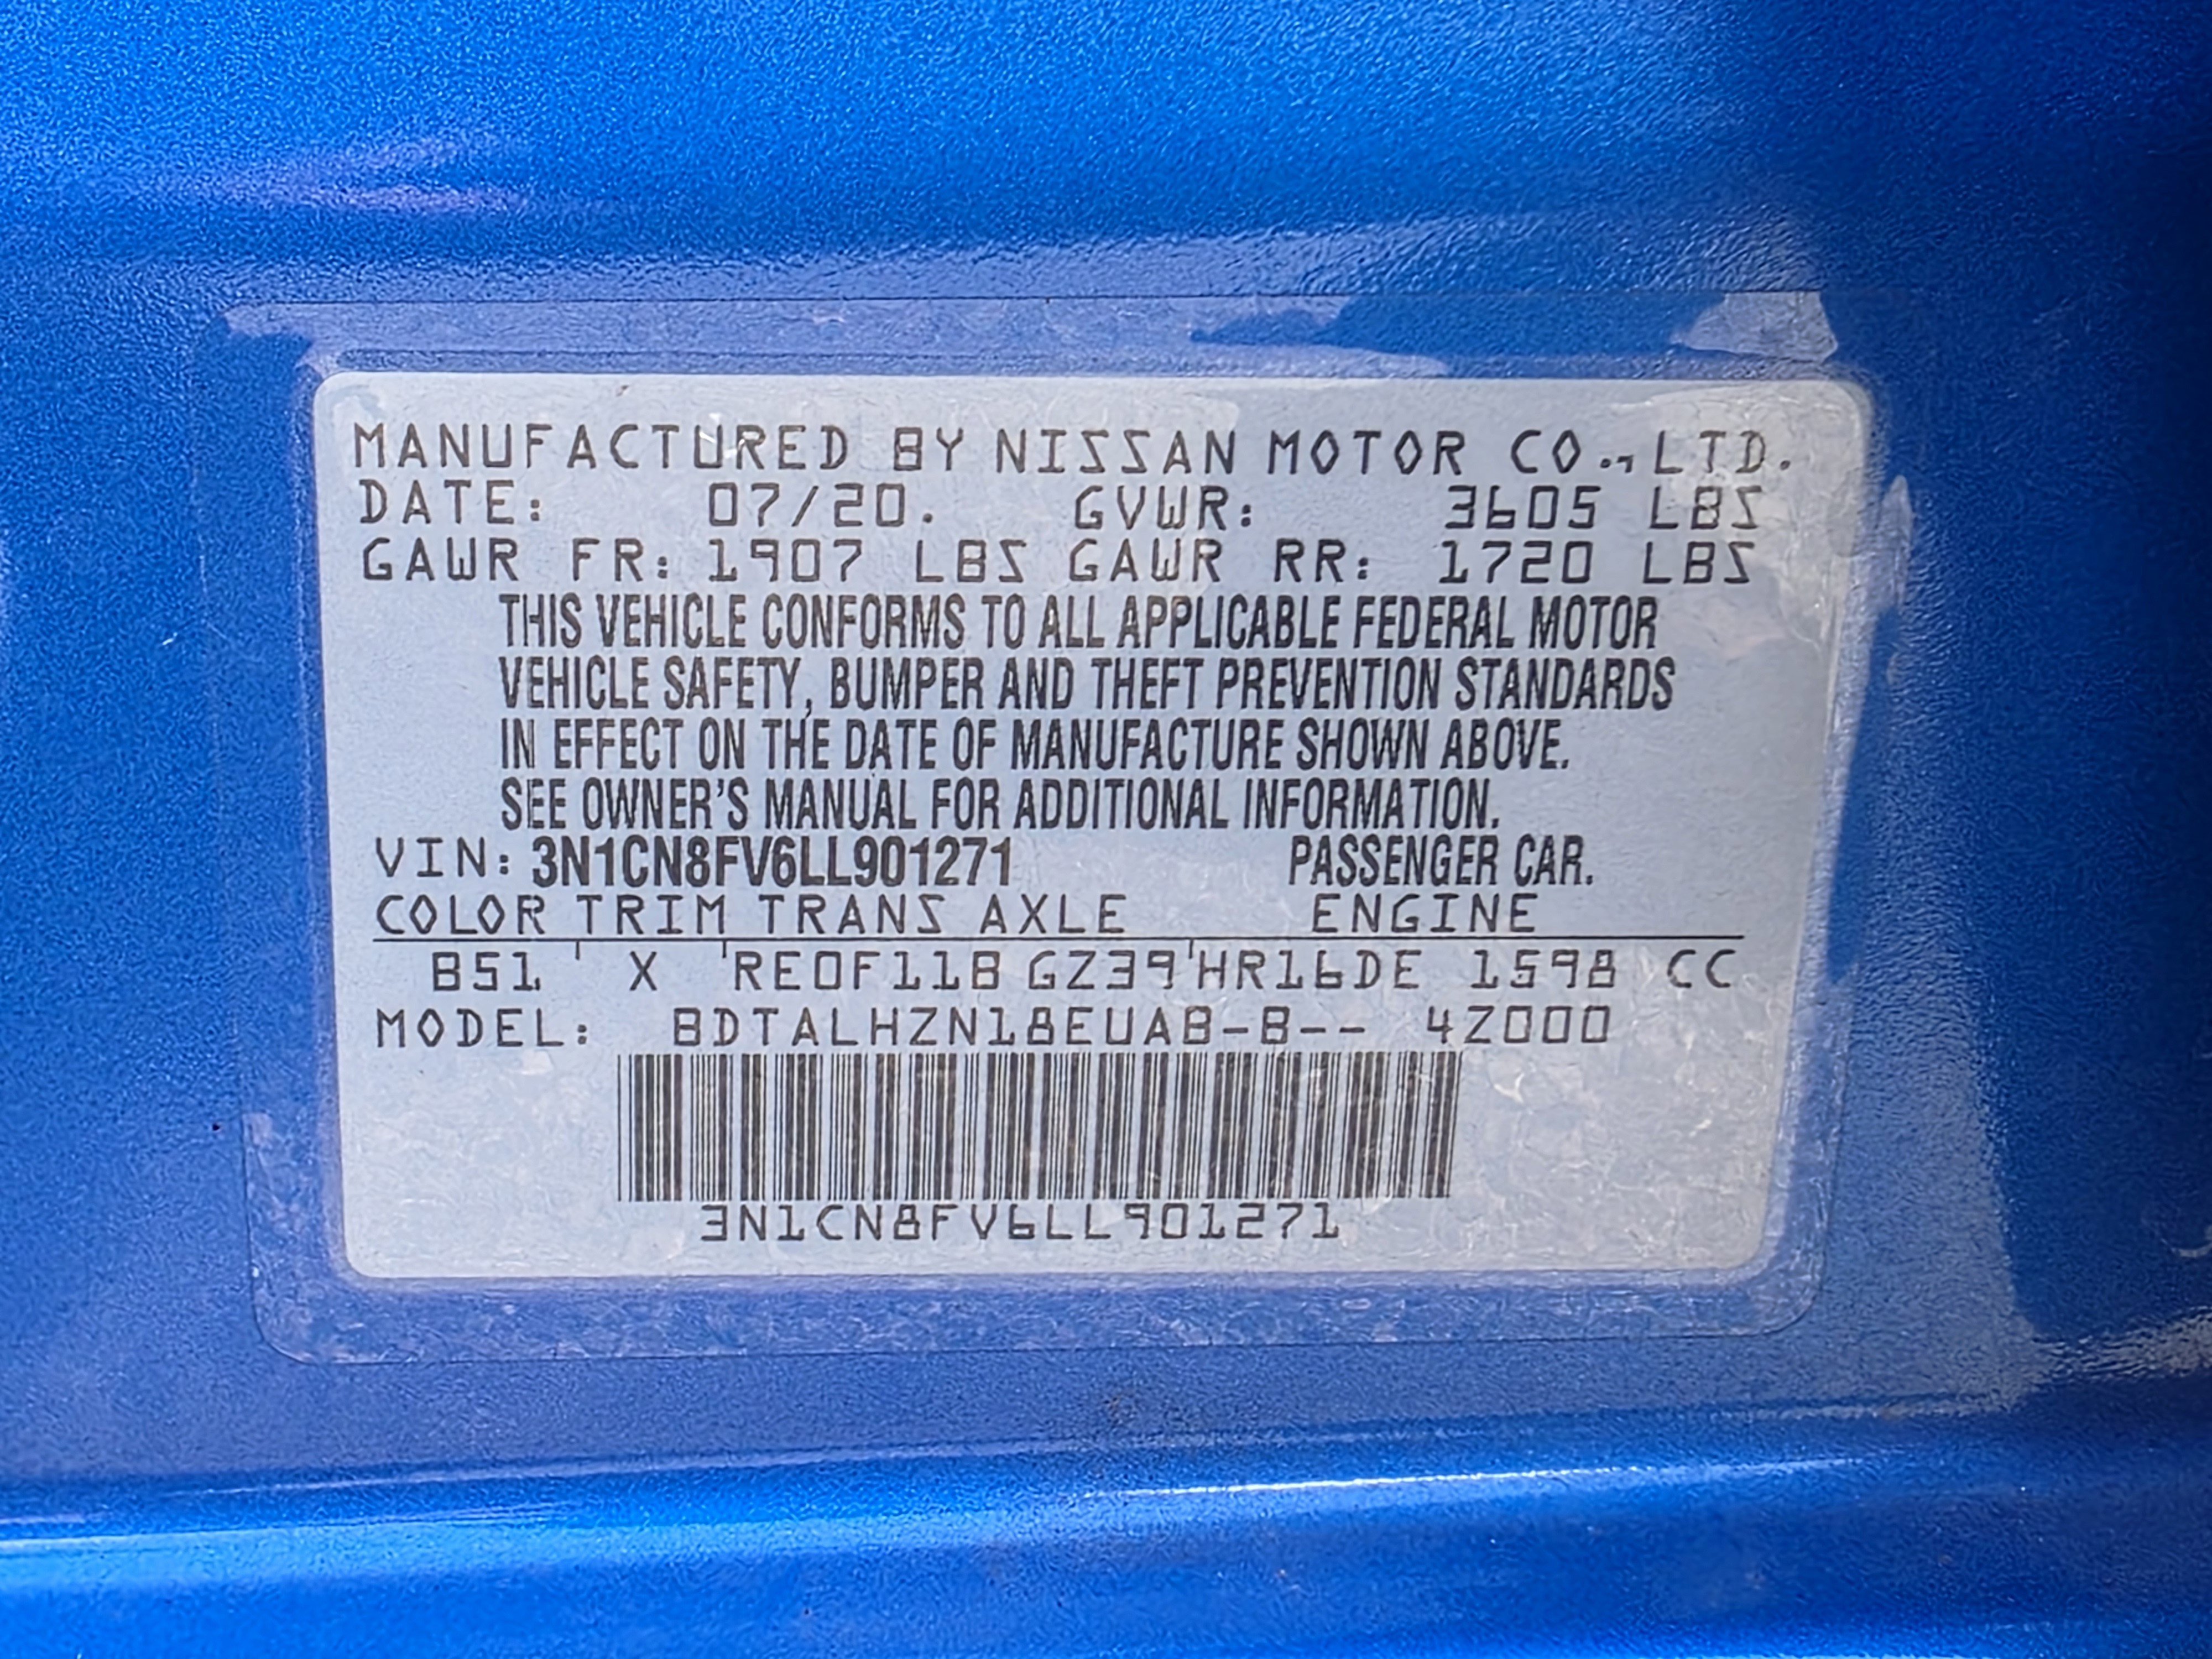 MANUFACTURED BY NISSAN MOTOR CO.,LTD.
DATE: 07/20. GVWR: 3605 LBS
GAWR FR: 1907 LBS GAWR RR: 1720 LBS
THIS VEHICLE CONFORMS TO ALL APPLICABLE FEDERAL MOTOR
VEHICLE SAFETY, BUMPER AND THEFT PREVENTION STANDARDS
IN EFFECT ON THE DATE OF MANUFACTURE SHOWN ABOVE.
SEE OWNER'S MANUAL FOR ADDITIONAL INFORMATION.
VIN: 3N1CN8FV6LL901271 PASSENGER CAR.
COLOR TRIM TRANS AXLE ENGINE
B51 X RE0F11B GZ39 HR16DE 1598 CC
MODEL: BDTALHZN18EUAB-B-- 4Z000
3N1CN8FV6LL901271